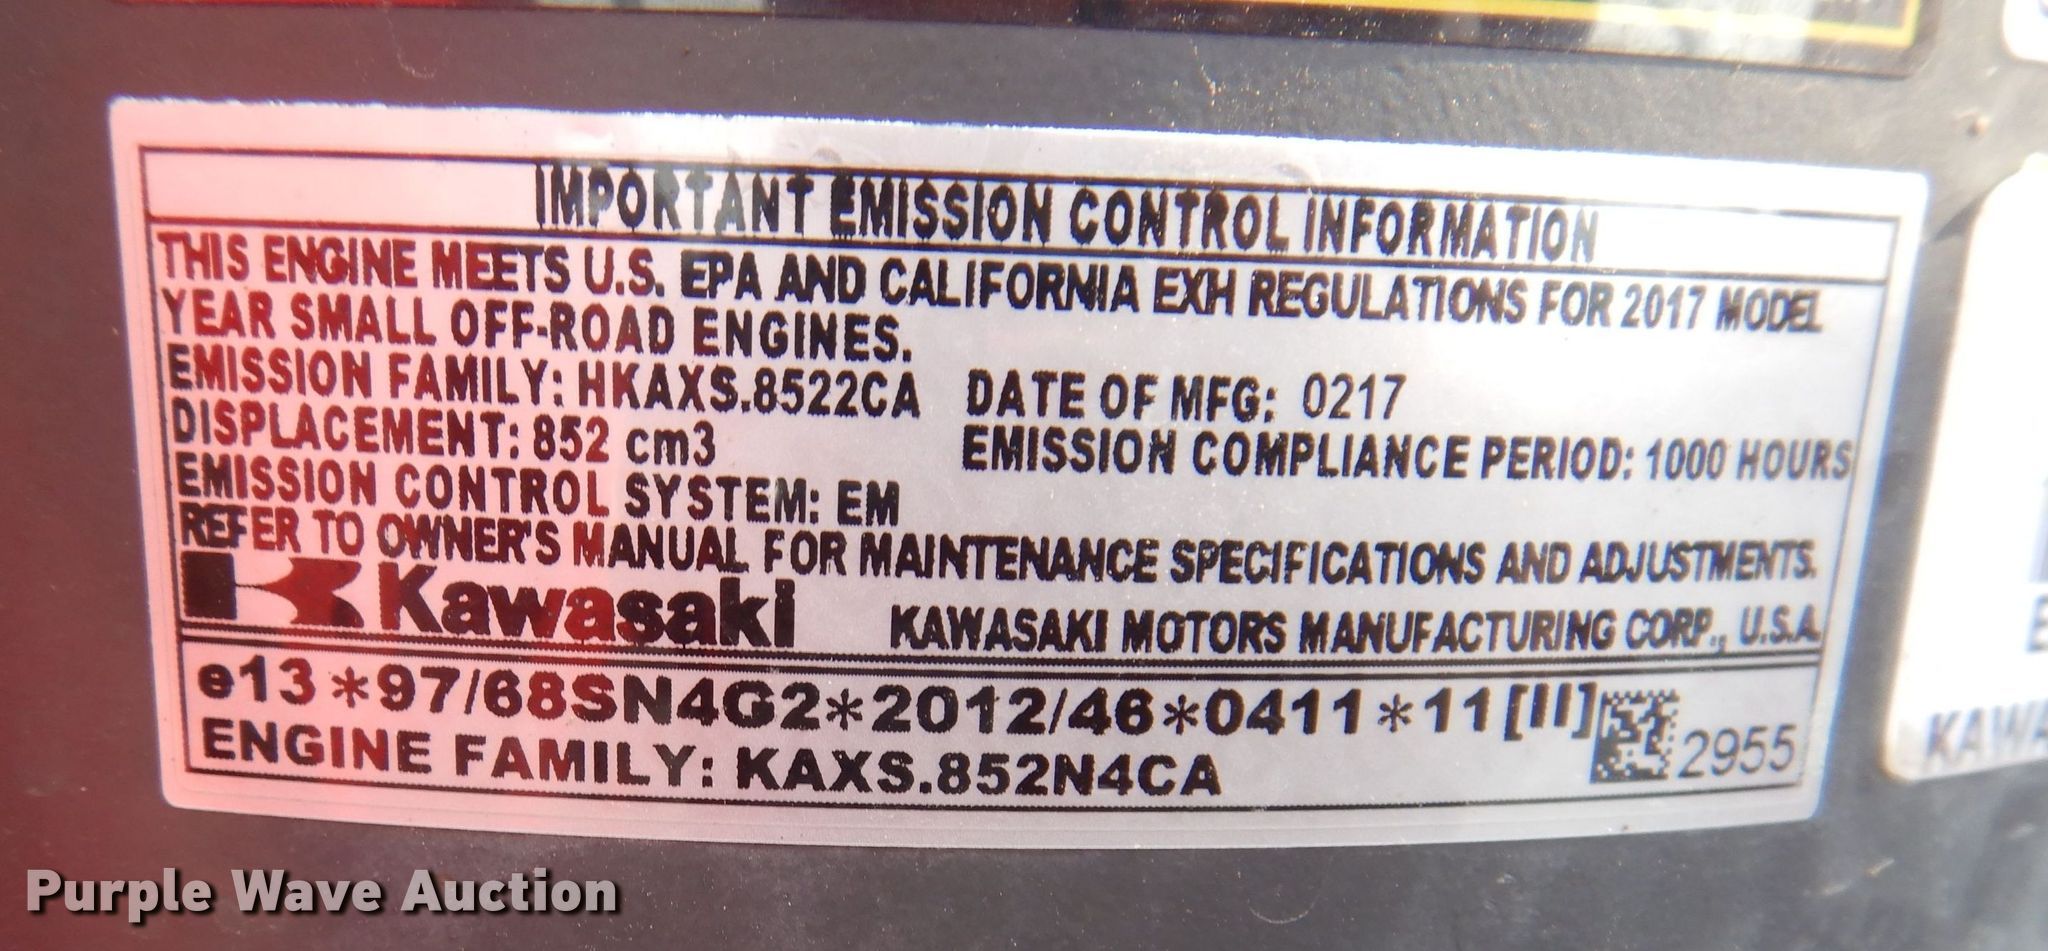 IMPORTANT EMISSION CONTROL INFORMATION
THIS ENGINE MEETS U.S. EPA AND CALIFORNIA EXH REGULATIONS FOR 2017 MODEL
YEAR SMALL OFF-ROAD ENGINES.
EMISSION FAMILY: HKAXS.8522CA DATE OF MFG: 0217
DISPLACEMENT: 852 cm3 EMISSION COMPLIANCE PERIOD: 1000 HOURS
EMISSION CONTROL SYSTEM: EM
REFER TO OWNER'S MANUAL FOR MAINTENANCE SPECIFICATIONS AND ADJUSTMENTS.
Kawasaki KAWASAKI MOTORS MANUFACTURING CORP., U.S.A.
e13*97/68SN4G2*2012/46*0411*11[II]
2955
ENGINE FAMILY: KAXS.852N4CA
Purple Wave Auction